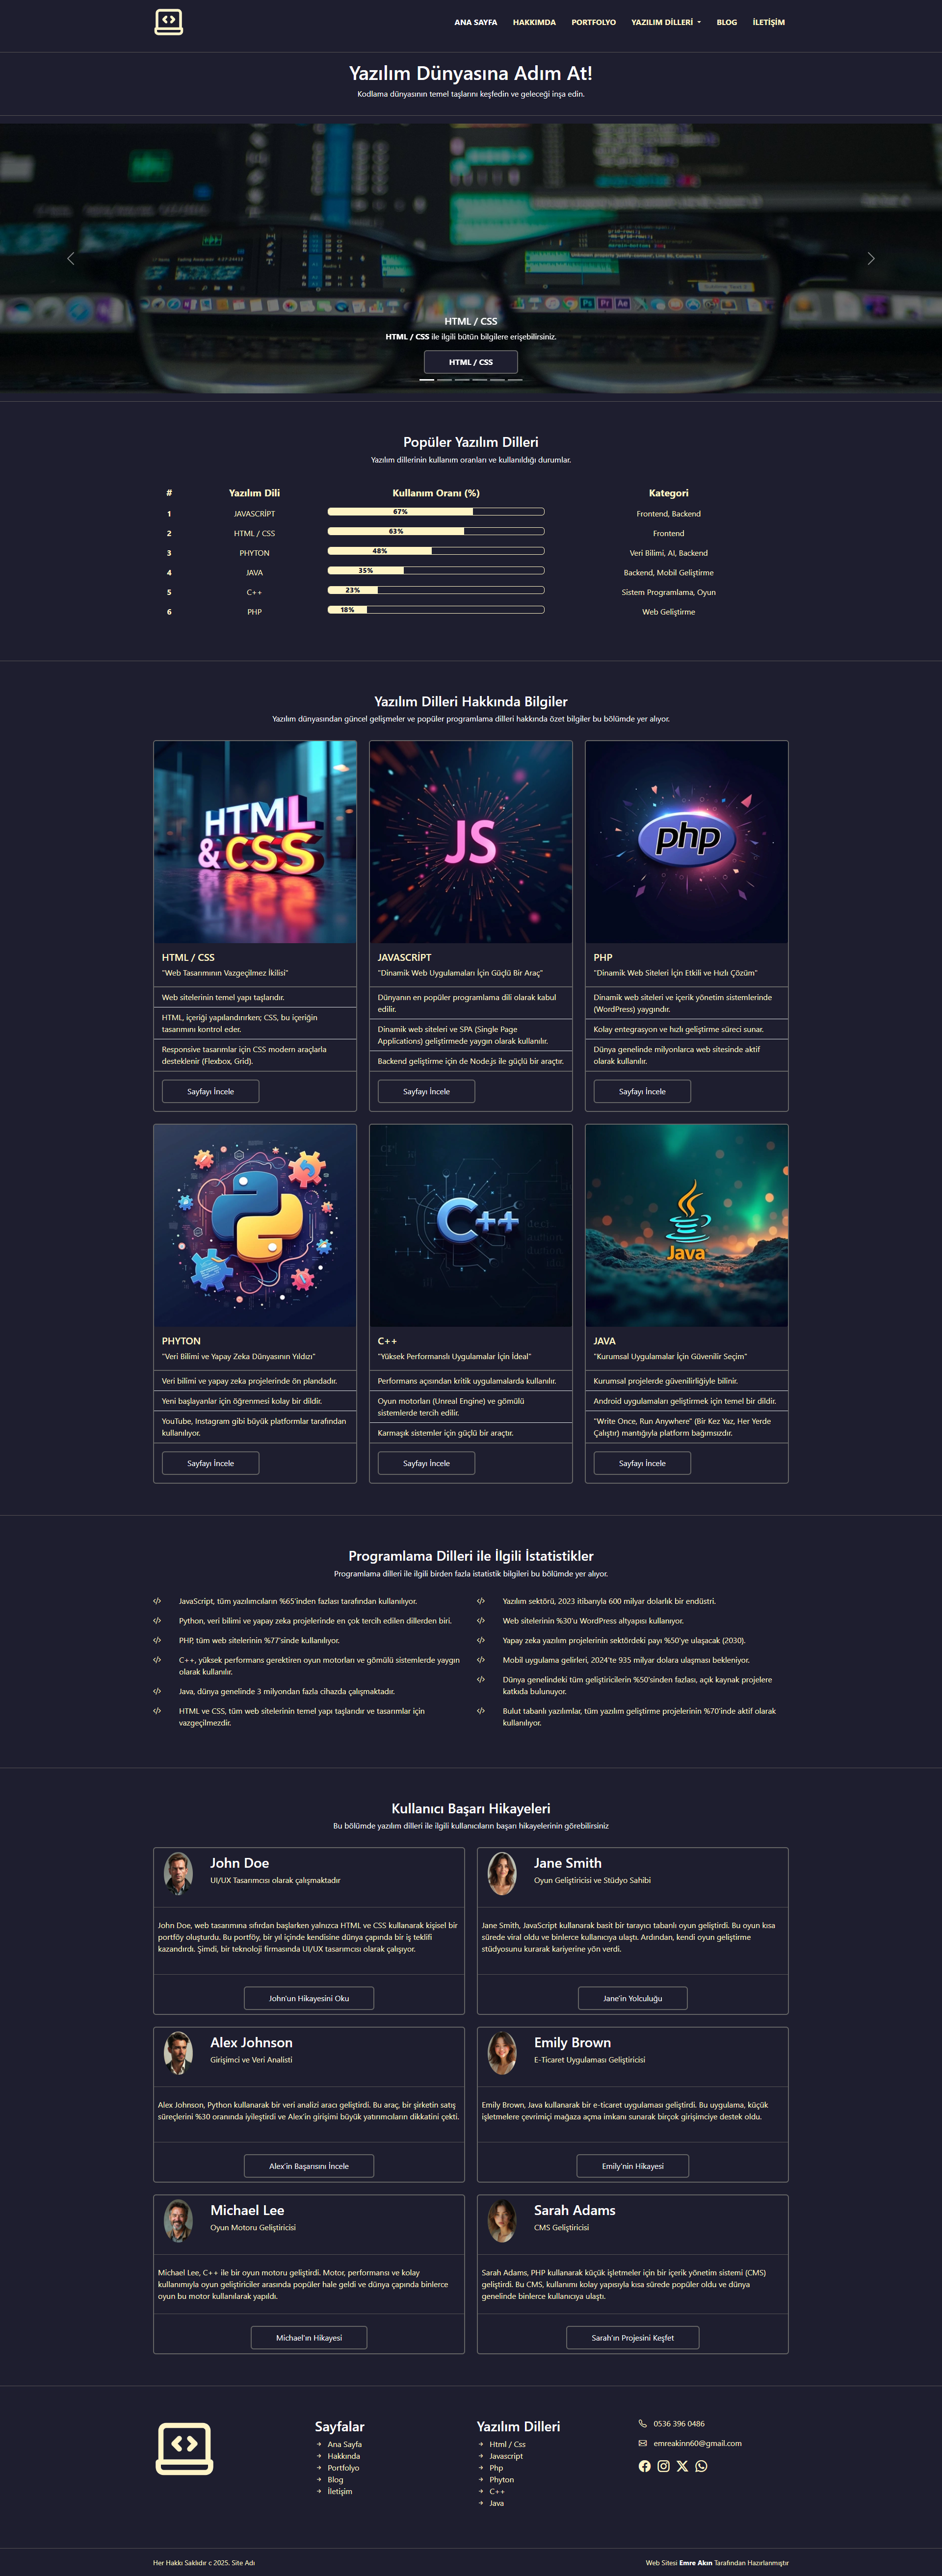 ANA SAYFA HAKKIMDA PORTFOLYO YAZILIM DİLLERİ BLOG İLETİŞİM
Yazılım Dünyasına Adım At!
Kodlama dünyasının temel taşlarını keşfedin ve geleceği inşa edin.
HTML / CSS
HTML / CSS ile ilgili bütün bilgilere erişebilirsiniz.
HTML / CSS
Popüler Yazılım Dilleri
Yazılım dillerinin kullanım oranları ve kullanıldığı durumlar.
# Yazılım Dili Kullanım Oranı (%) Kategori
1 JAVASCRİPT 67% Frontend, Backend
2 HTML / CSS 63% Frontend
3 PHYTON 48% Veri Bilimi, AI, Backend
4 JAVA 35% Backend, Mobil Geliştirme
5 C++ 23% Sistem Programlama, Oyun
6 PHP 18% Web Geliştirme
Yazılım Dilleri Hakkında Bilgiler
Yazılım dünyasından güncel gelişmeler ve popüler programlama dilleri hakkında özet bilgiler bu bölümde yer alıyor.
HTML
& CSS
HTML / CSS
"Web Tasarımının Vazgeçilmez İkilisi"
Web sitelerinin temel yapı taşlarıdır.
HTML, içeriği yapılandırırken; CSS, bu içeriğin
tasarımını kontrol eder.
Responsive tasarımlar için CSS modern araçlarla
desteklenir (Flexbox, Grid).
Sayfayı İncele
JS
JAVASCRİPT
"Dinamik Web Uygulamaları İçin Güçlü Bir Araç"
Dünyanın en popüler programlama dili olarak kabul
edilir.
Dinamik web siteleri ve SPA (Single Page
Applications) geliştirmede yaygın olarak kullanılır.
Backend geliştirme için de Node.js ile güçlü bir araçtır.
Sayfayı İncele
php
PHP
"Dinamik Web Siteleri İçin Etkili ve Hızlı Çözüm"
Dinamik web siteleri ve içerik yönetim sistemlerinde
(WordPress) yaygındır.
Kolay entegrasyon ve hızlı geliştirme süreci sunar.
Dünya genelinde milyonlarca web sitesinde aktif
olarak kullanılır.
Sayfayı İncele
PHYTON
"Veri Bilimi ve Yapay Zeka Dünyasının Yıldızı"
Veri bilimi ve yapay zeka projelerinde ön plandadır.
Yeni başlayanlar için öğrenmesi kolay bir dildir.
YouTube, Instagram gibi büyük platformlar tarafından
kullanılıyor.
Sayfayı İncele
C++
C++
"Yüksek Performanslı Uygulamalar İçin İdeal"
Performans açısından kritik uygulamalarda kullanılır.
Oyun motorları (Unreal Engine) ve gömülü
sistemlerde tercih edilir.
Karmaşık sistemler için güçlü bir araçtır.
Sayfayı İncele
Java
JAVA
"Kurumsal Uygulamalar İçin Güvenilir Seçim"
Kurumsal projelerde güvenilirliğiyle bilinir.
Android uygulamaları geliştirmek için temel bir dildir.
"Write Once, Run Anywhere" (Bir Kez Yaz, Her Yerde
Çalıştır) mantığıyla platform bağımsızdır.
Sayfayı İncele
Programlama Dilleri ile İlgili İstatistikler
Programlama dilleri ile ilgili birden fazla istatistik bilgileri bu bölümde yer alıyor.
JavaScript, tüm yazılımcıların %65'inden fazlası tarafından kullanılıyor.
Python, veri bilimi ve yapay zeka projelerinde en çok tercih edilen dillerden biri.
PHP, tüm web sitelerinin %77'sinde kullanılıyor.
C++, yüksek performans gerektiren oyun motorları ve gömülü sistemlerde yaygın
olarak kullanılır.
Java, dünya genelinde 3 milyondan fazla cihazda çalışmaktadır.
HTML ve CSS, tüm web sitelerinin temel yapı taşlarıdır ve tasarımlar için
vazgeçilmezdir.
Yazılım sektörü, 2023 itibarıyla 600 milyar dolarlık bir endüstri.
Web sitelerinin %30'u WordPress altyapısı kullanıyor.
Yapay zeka yazılım projelerinin sektördeki payı %50'ye ulaşacak (2030).
Mobil uygulama gelirleri, 2024'te 935 milyar dolara ulaşması bekleniyor.
Dünya genelindeki tüm geliştiricilerin %50'sinden fazlası, açık kaynak projelere
katkıda bulunuyor.
Bulut tabanlı yazılımlar, tüm yazılım geliştirme projelerinin %70'inde aktif olarak
kullanılıyor.
Kullanıcı Başarı Hikayeleri
Bu bölümde yazılım dilleri ile ilgili kullanıcıların başarı hikayelerinin görebilirsiniz
John Doe
UI/UX Tasarımcısı olarak çalışmaktadır
John Doe, web tasarımına sıfırdan başlarken yalnızca HTML ve CSS kullanarak kişisel bir
portföy oluşturdu. Bu portföy, bir yıl içinde kendisine dünya çapında bir iş teklifi
kazandırdı. Şimdi, bir teknoloji firmasında UI/UX tasarımcısı olarak çalışıyor.
John'un Hikayesini Oku
Jane Smith
Oyun Geliştiricisi ve Stüdyo Sahibi
Jane Smith, JavaScript kullanarak basit bir tarayıcı tabanlı oyun geliştirdi. Bu oyun kısa
sürede viral oldu ve binlerce kullanıcıya ulaştı. Ardından, kendi oyun geliştirme
stüdyosunu kurarak kariyerine yön verdi.
Jane'in Yolculuğu
Alex Johnson
Girişimci ve Veri Analisti
Alex Johnson, Python kullanarak bir veri analizi aracı geliştirdi. Bu araç, bir şirketin satış
süreçlerini %30 oranında iyileştirdi ve Alex'in girişimi büyük yatırımcıların dikkatini çekti.
Alex'in Başarısını İncele
Emily Brown
E-Ticaret Uygulaması Geliştiricisi
Emily Brown, Java kullanarak bir e-ticaret uygulaması geliştirdi. Bu uygulama, küçük
işletmelere çevrimiçi mağaza açma imkanı sunarak birçok girişimciye destek oldu.
Emily'nin Hikayesi
Michael Lee
Oyun Motoru Geliştiricisi
Michael Lee, C++ ile bir oyun motoru geliştirdi. Motor, performansı ve kolay
kullanımıyla oyun geliştiriciler arasında popüler hale geldi ve dünya çapında binlerce
oyun bu motor kullanılarak yapıldı.
Michael'ın Hikayesi
Sarah Adams
CMS Geliştiricisi
Sarah Adams, PHP kullanarak küçük işletmeler için bir içerik yönetim sistemi (CMS)
geliştirdi. Bu CMS, kullanımı kolay yapısıyla kısa sürede popüler oldu ve dünya
genelinde binlerce kullanıcıya ulaştı.
Sarah'ın Projesini Keşfet
Sayfalar
Ana Sayfa
Hakkında
Portfolyo
Blog
İletişim
Yazılım Dilleri
Html / Css
Javascript
Php
Phyton
C++
Java
0536 396 0486
emreakinn60@gmail.com
Her Hakkı Saklıdır c 2025. Site Adı
Web Sitesi Emre Akın Tarafından Hazırlanmıştır